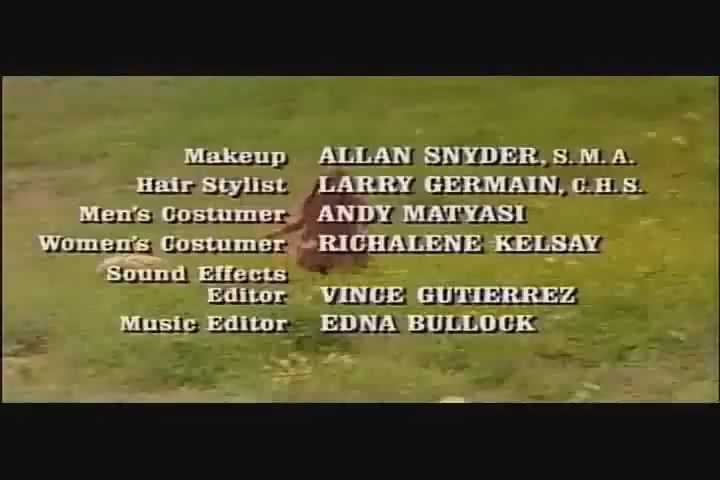 Makeup ALLAN SNYDER, S.M.A.
Hair Stylist LARRY GERMAIN, C.H.S.
Men's Costumer ANDY MATYASI
Women's Costumer RICHALENE KELSAY
Sound Effects
Editor VINCE GUTIERREZ
Music Editor EDNA BULLOCK